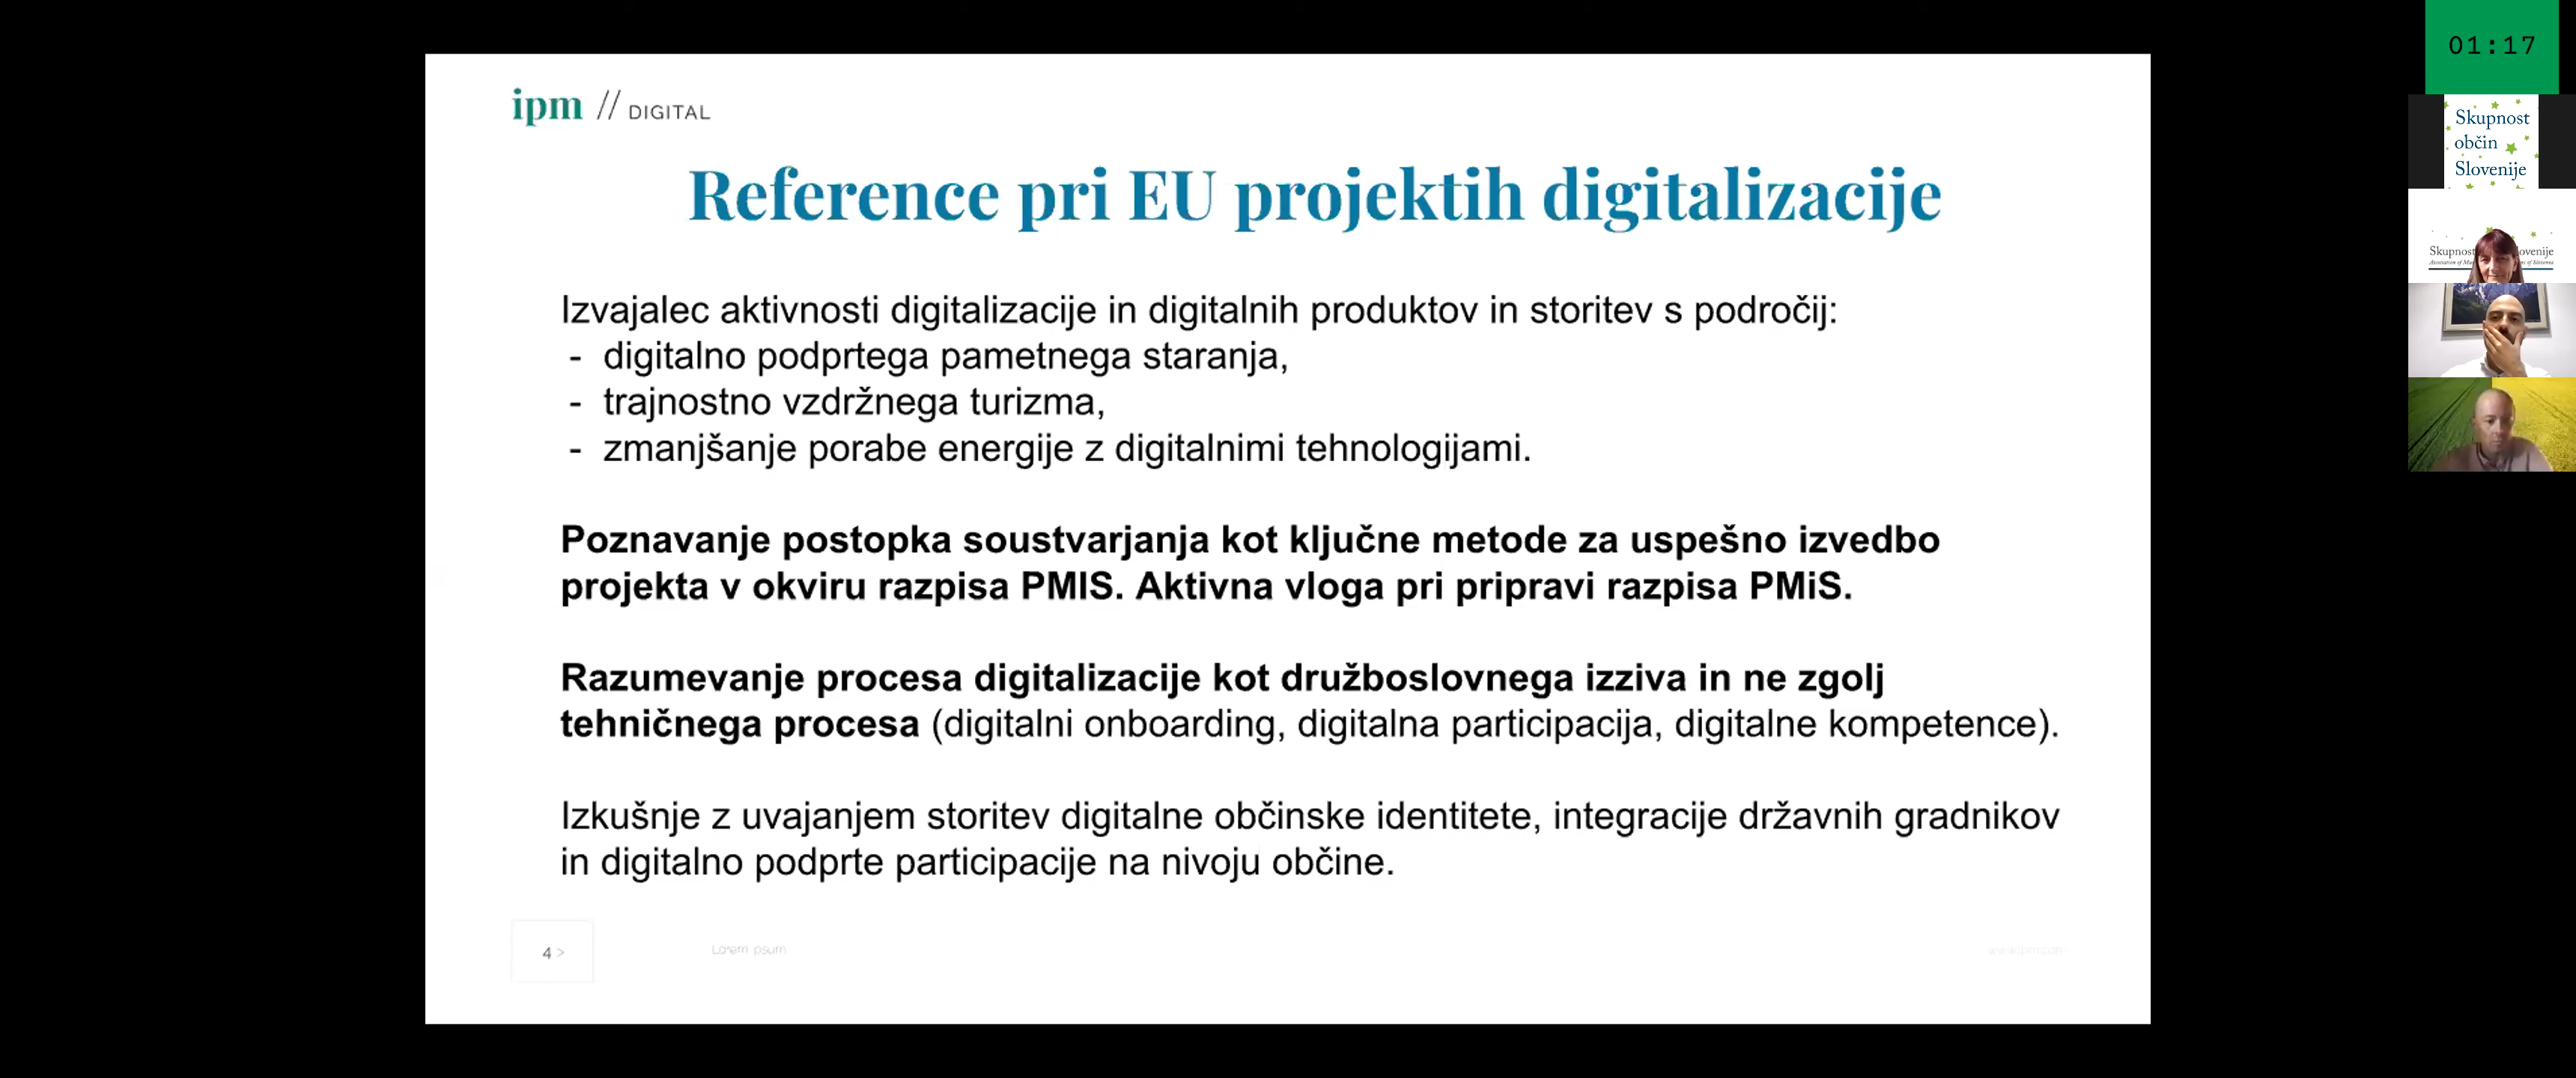 01:17
ipm // DIGITAL
Skupnost
občin
Slovenije
Reference pri EU projektih digitalizacije
Izvajalec aktivnosti digitalizacije in digitalnih produktov in storitev s področij:
- digitalno podprtega pametnega staranja,
- trajnostno vzdržnega turizma,
- zmanjšanje porabe energije z digitalnimi tehnologijami.
Poznavanje postopka soustvarjanja kot ključne metode za uspešno izvedbo
projekta v okviru razpisa PMIS. Aktivna vloga pri pripravi razpisa PMiS.
Razumevanje procesa digitalizacije kot družboslovnega izziva in ne zgolj
tehničnega procesa (digitalni onboarding, digitalna participacija, digitalne kompetence).
Izkušnje z uvajanjem storitev digitalne občinske identitete, integracije državnih gradnikov
in digitalno podprte participacije na nivoju občine.
4 >
Lorem psum
Skupnost